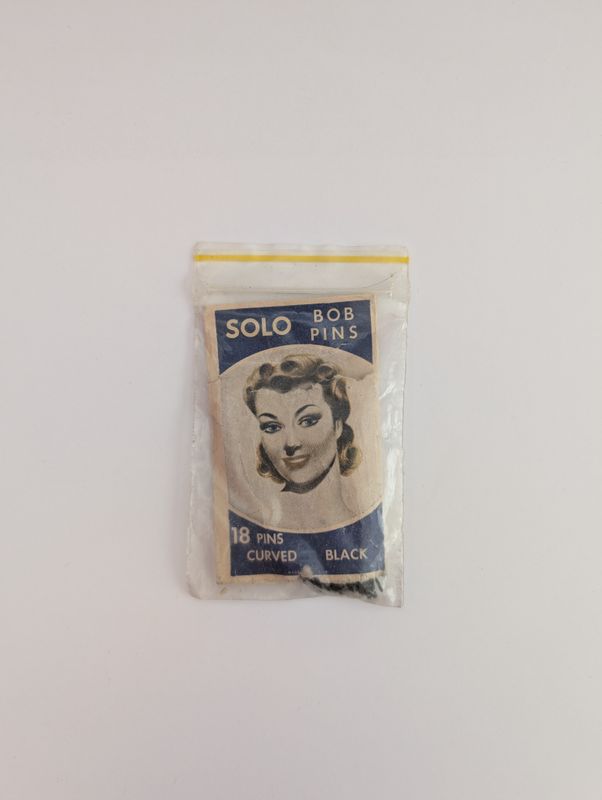 SOLO BOB
PINS
18 PINS
CURVED BLACK